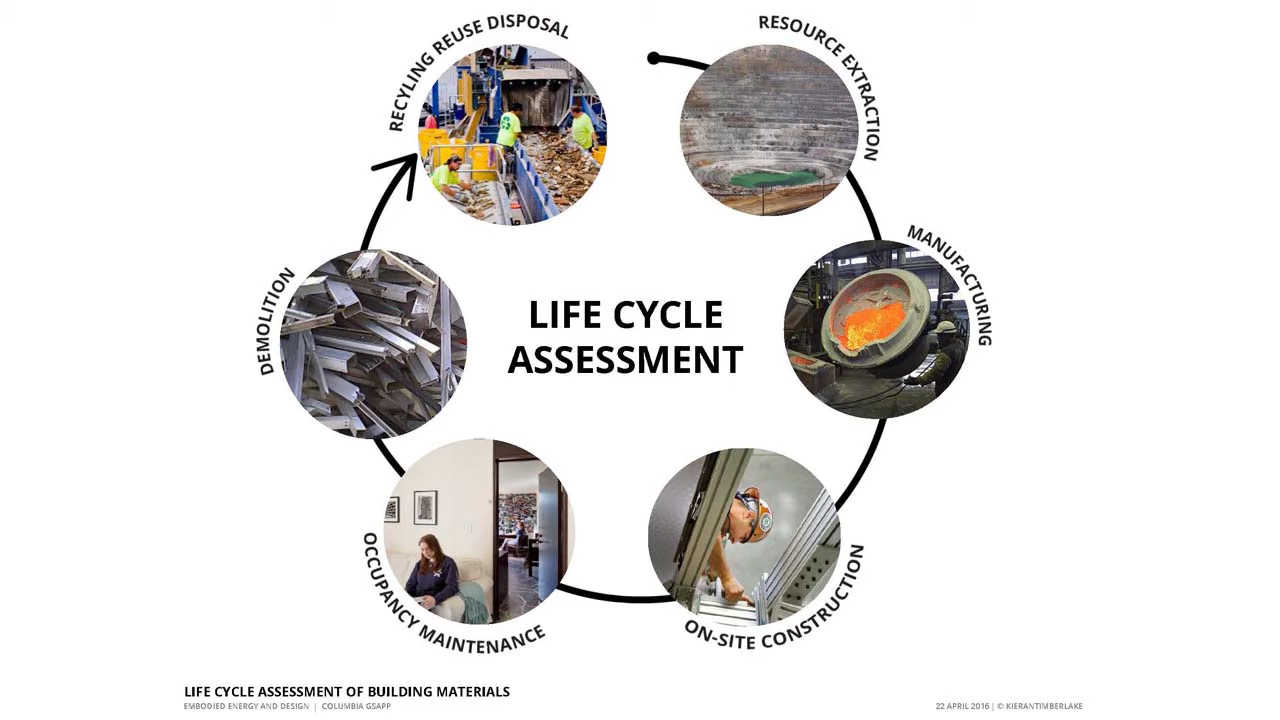 RECYLING REUSE DISPOSAL
RESOURCE EXTRACTION
MANUFACTURING
DEMOLITION
LIFE CYCLE
ASSESSMENT
OCCUPANCY MAINTENANCE
ON-SITE CONSTRUCTION
LIFE CYCLE ASSESSMENT OF BUILDING MATERIALS
EMBODIED ENERGY AND DESIGN | COLUMBIA GSAPP
22 APRIL 2016 | © KIERANTIMBERLAKE